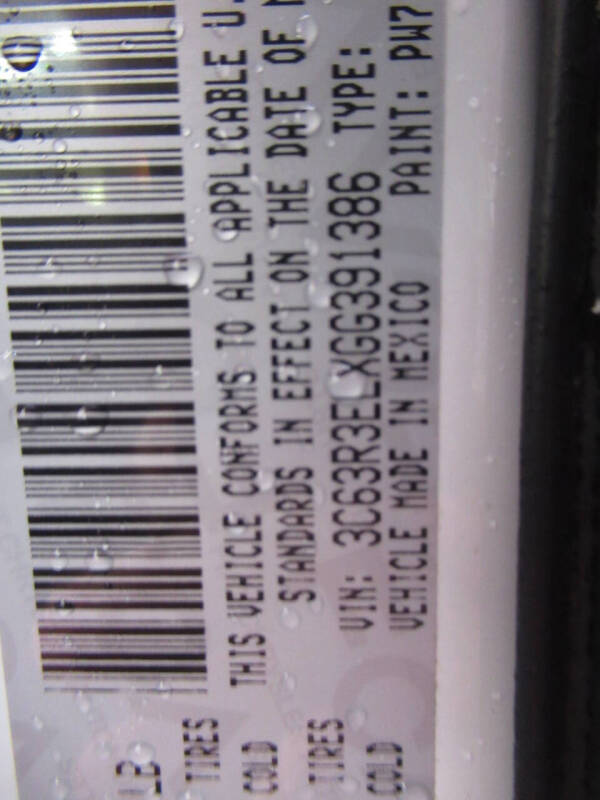 LB
TIRES
COLD
TIRES
COLD
THIS VEHICLE CONFORMS TO ALL APPLICABLE U.
STANDARDS IN EFFECT ON THE DATE OF
VIN: 3C63R3ELXGG391386 TYPE:
VEHICLE MADE IN MEXICO PAINT: PW7